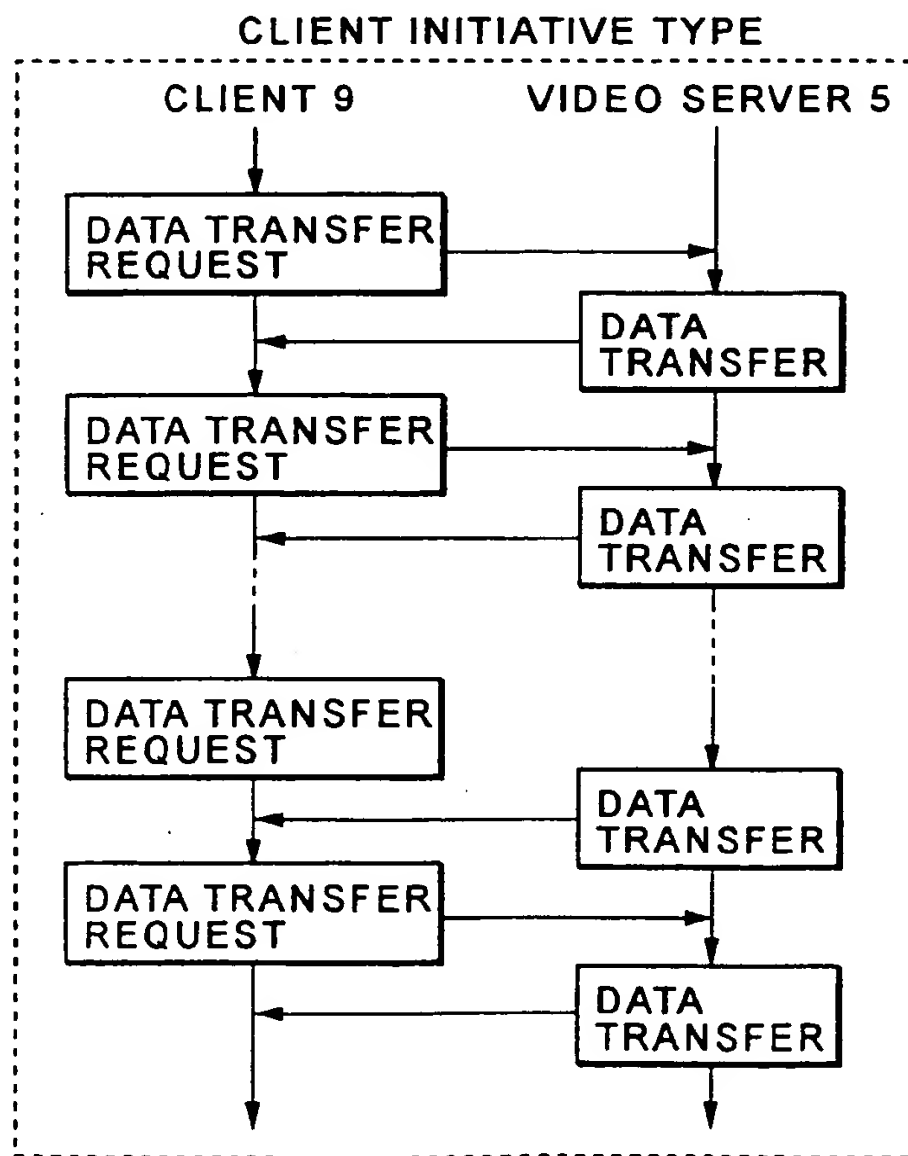 CLIENT INITIATIVE TYPE
CLIENT 9
VIDEO SERVER 5
DATA TRANSFER
REQUEST
DATA
TRANSFER
DATA TRANSFER
REQUEST
DATA
TRANSFER
DATA TRANSFER
REQUEST
DATA
TRANSFER
DATA TRANSFER
REQUEST
DATA
TRANSFER